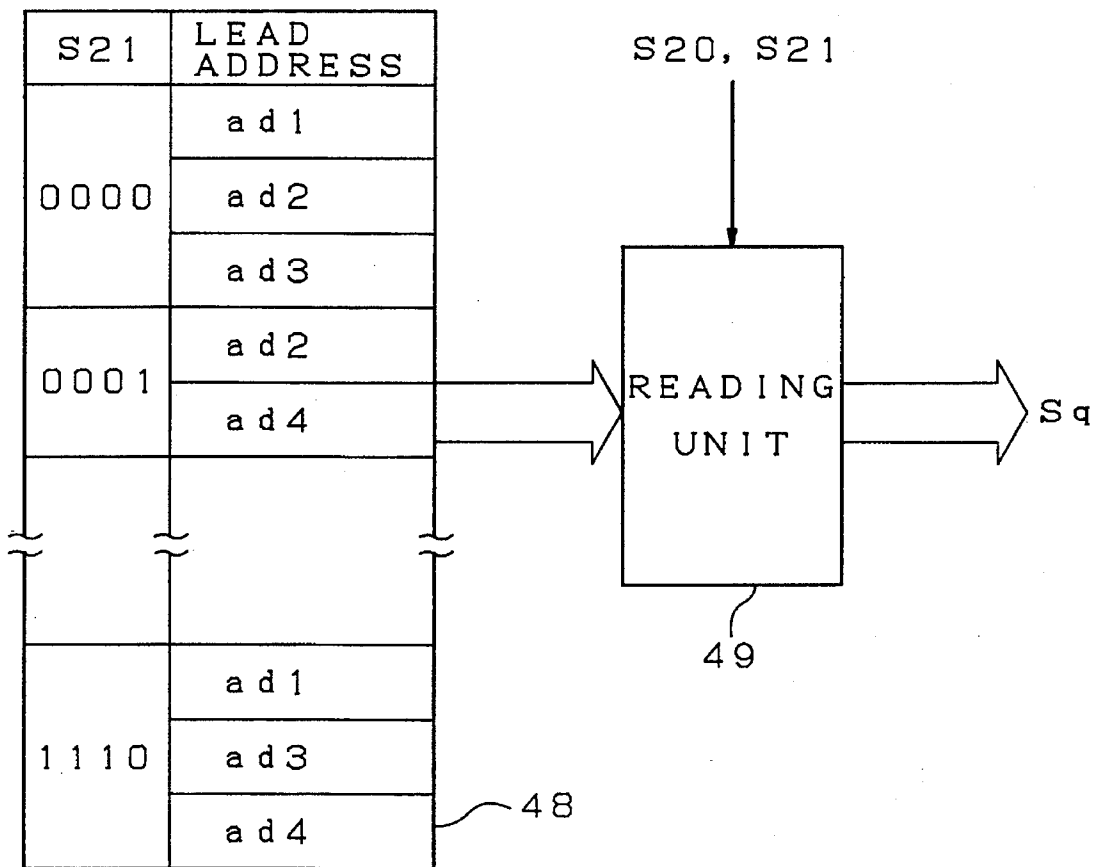 S21
LEAD
ADDRESS
0000
ad1
ad2
ad3
0001
ad2
ad4
1110
ad1
ad3
ad4
48
S20, S21
READING
UNIT
49
Sq